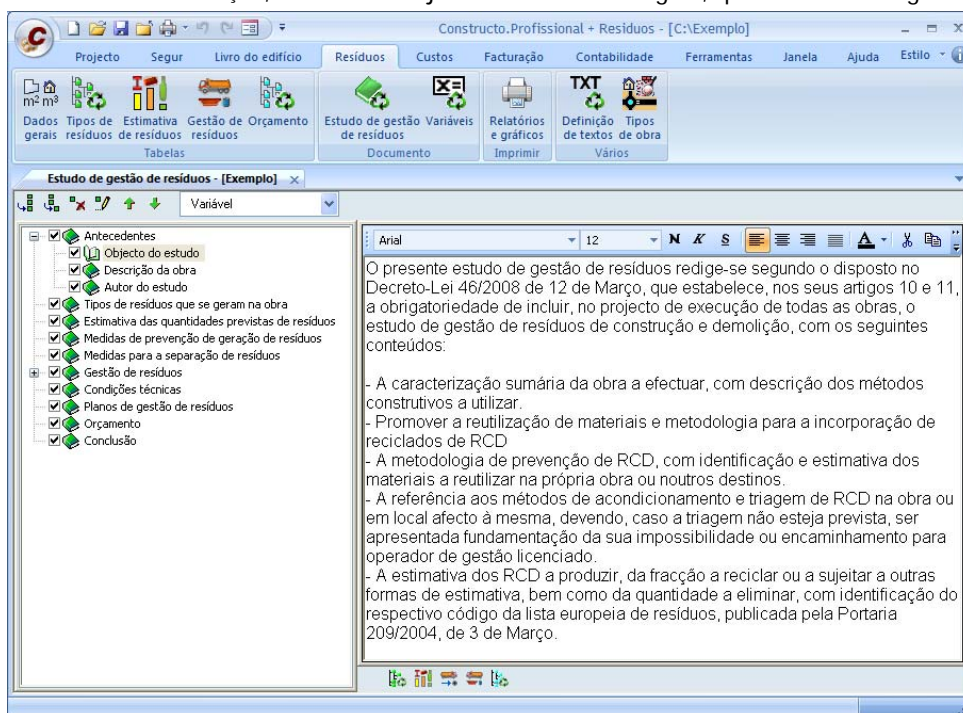 Constructo.Profissional + Residuos - [C:\Exemplo]
Projecto Segur Livro do edifício Resíduos Custos Facturação Contabilidade Ferramentas Janela Ajuda Estilo
m² m³ TXT
Dados gerais Tipos de resíduos Estimativa de resíduos Gestão de resíduos Orçamento Estudo de gestão de resíduos Variáveis Relatórios e gráficos Definição de textos Tipos de obra
Tabelas Documento Imprimir Vários
Estudo de gestão de resíduos - [Exemplo]
Variável
Antecedentes
Objecto do estudo
Descrição da obra
Autor do estudo
Tipos de resíduos que se geram na obra
Estimativa das quantidades previstas de resíduos
Medidas de prevenção de geração de resíduos
Medidas para a separação de resíduos
Gestão de resíduos
Condições técnicas
Planos de gestão de resíduos
Orçamento
Conclusão
Arial 12 N K S A
O presente estudo de gestão de resíduos redige-se segundo o disposto no
Decreto-Lei 46/2008 de 12 de Março, que estabelece, nos seus artigos 10 e 11,
a obrigatoriedade de incluir, no projecto de execução de todas as obras, o
estudo de gestão de resíduos de construção e demolição, com os seguintes
conteúdos:
- A caracterização sumária da obra a efectuar, com descrição dos métodos
construtivos a utilizar.
- Promover a reutilização de materiais e metodologia para a incorporação de
reciclados de RCD
- A metodologia de prevenção de RCD, com identificação e estimativa dos
materiais a reutilizar na própria obra ou noutros destinos.
- A referência aos métodos de acondicionamento e triagem de RCD na obra ou
em local afecto à mesma, devendo, caso a triagem não esteja prevista, ser
apresentada fundamentação da sua impossibilidade ou encaminhamento para
operador de gestão licenciado.
- A estimativa dos RCD a produzir, da fracção a reciclar ou a sujeitar a outras
formas de estimativa, bem como da quantidade a eliminar, com identificação do
respectivo código da lista europeia de resíduos, publicada pela Portaria
209/2004, de 3 de Março.